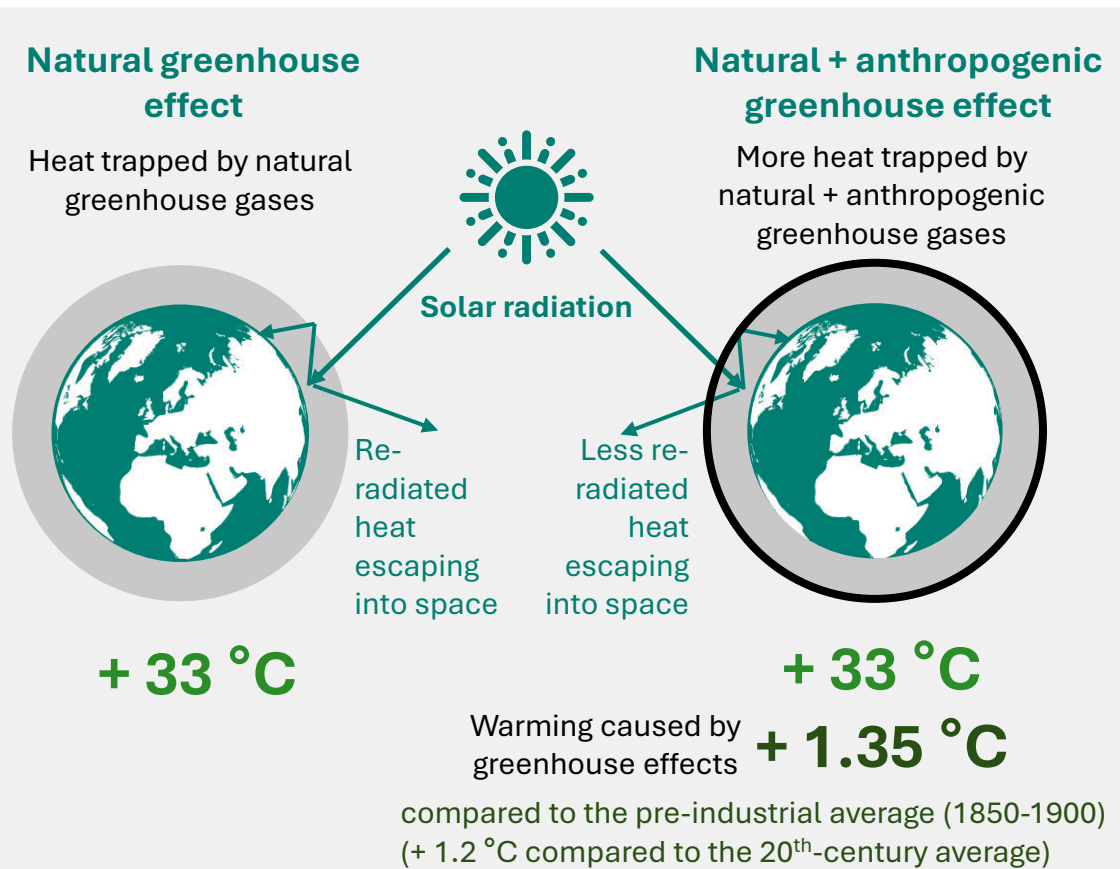 Natural greenhouse
effect
Heat trapped by natural
greenhouse gases
Natural + anthropogenic
greenhouse effect
More heat trapped by
natural + anthropogenic
greenhouse gases
Solar radiation
Re-
radiated
heat
escaping
into space
Less re-
radiated
heat
escaping
into space
+ 33 °C
+ 33 °C
Warming caused by
greenhouse effects
+ 1.35 °C
compared to the pre-industrial average (1850-1900)
(+ 1.2 °C compared to the 20th-century average)